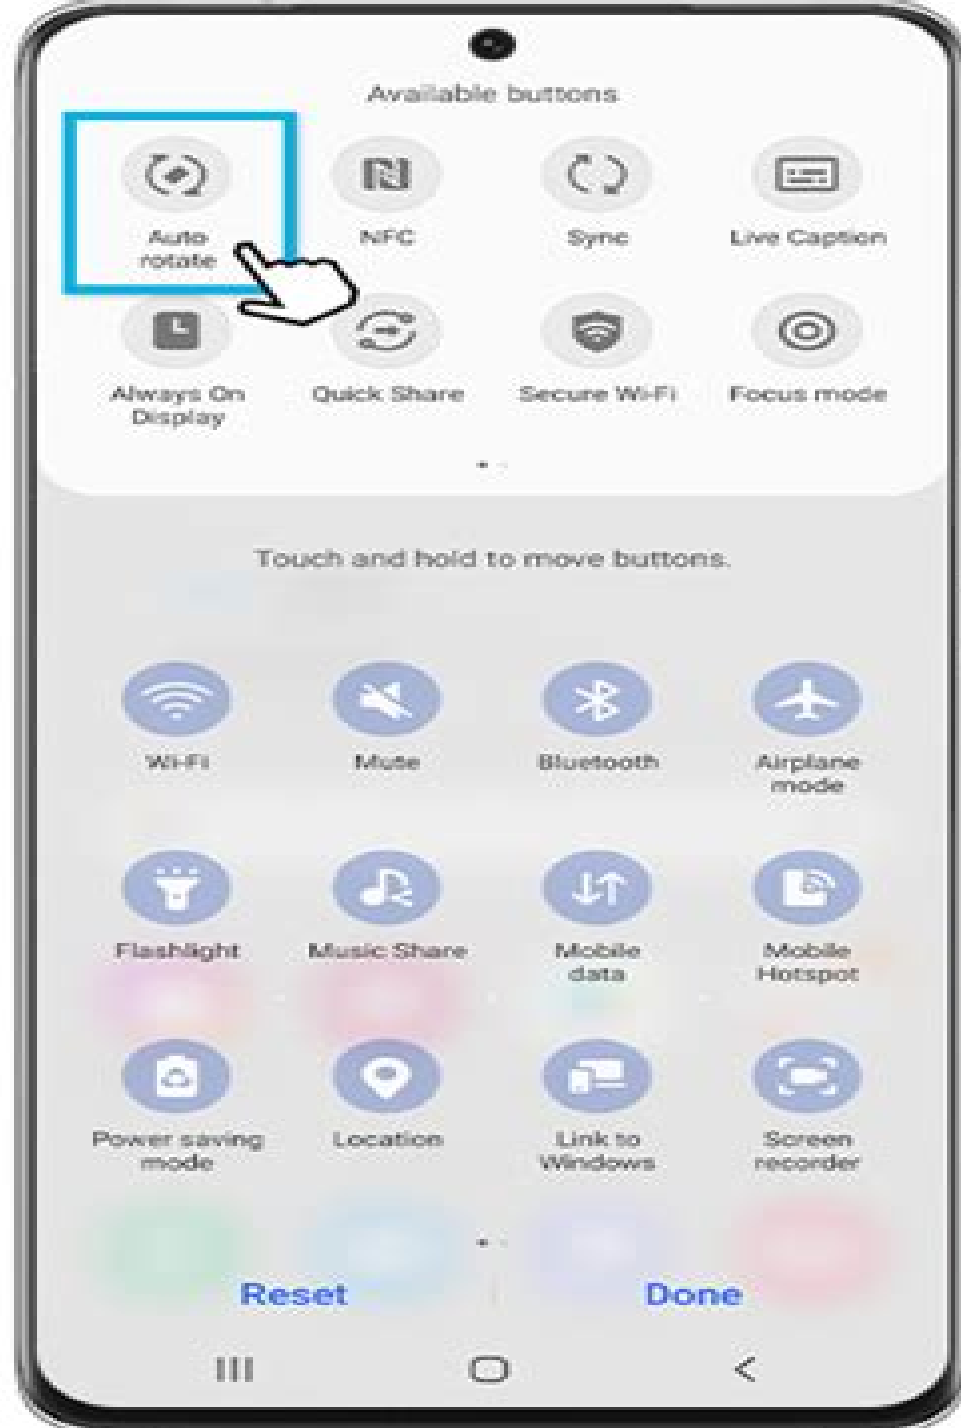 Available buttons
Auto
rotate
NFC
Sync
Live Caption
Always On
Display
Quick Share
Secure Wi-Fi
Focus mode
Touch and hold to move buttons.
Wi-Fi
Mute
Bluetooth
Airplane
mode
Flashlight
Music Share
Mobile
data
Mobile
Hotspot
Power saving
mode
Location
Link to
Windows
Screen
recorder
Reset
Done